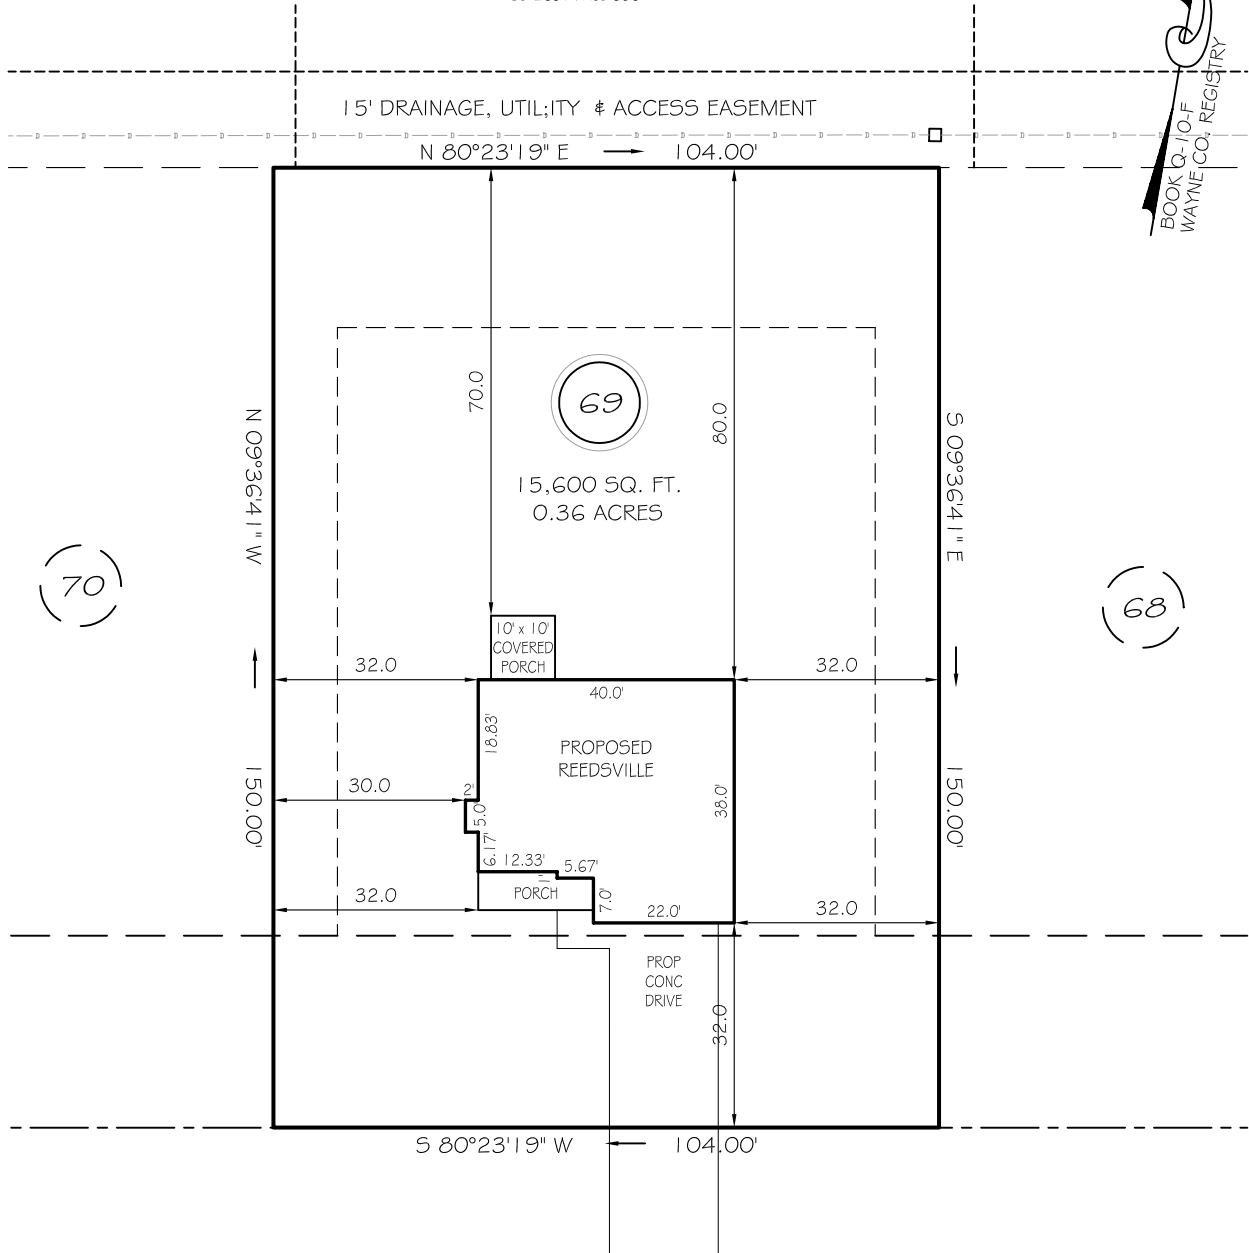 15' DRAINAGE, UTIL;ITY & ACCESS EASEMENT
N 80°23'19" E
104.00'
BOOK Q-10-F
WAYNE CO. REGISTRY
70.0
80.0
69
15,600 SQ. FT.
0.36 ACRES
N 09°36'41" W
150.00'
S 09°36'41" E
150.00'
70
68
10' x 10'
COVERED
PORCH
32.0
32.0
40.0'
18.83'
PROPOSED
REEDSVILLE
30.0
2'
5.0'
38.0'
6.17'
12.33'
1'
5.67'
PORCH
7.0'
32.0
22.0'
32.0
PROP
CONC
DRIVE
32.0
S 80°23'19" W
104.00'